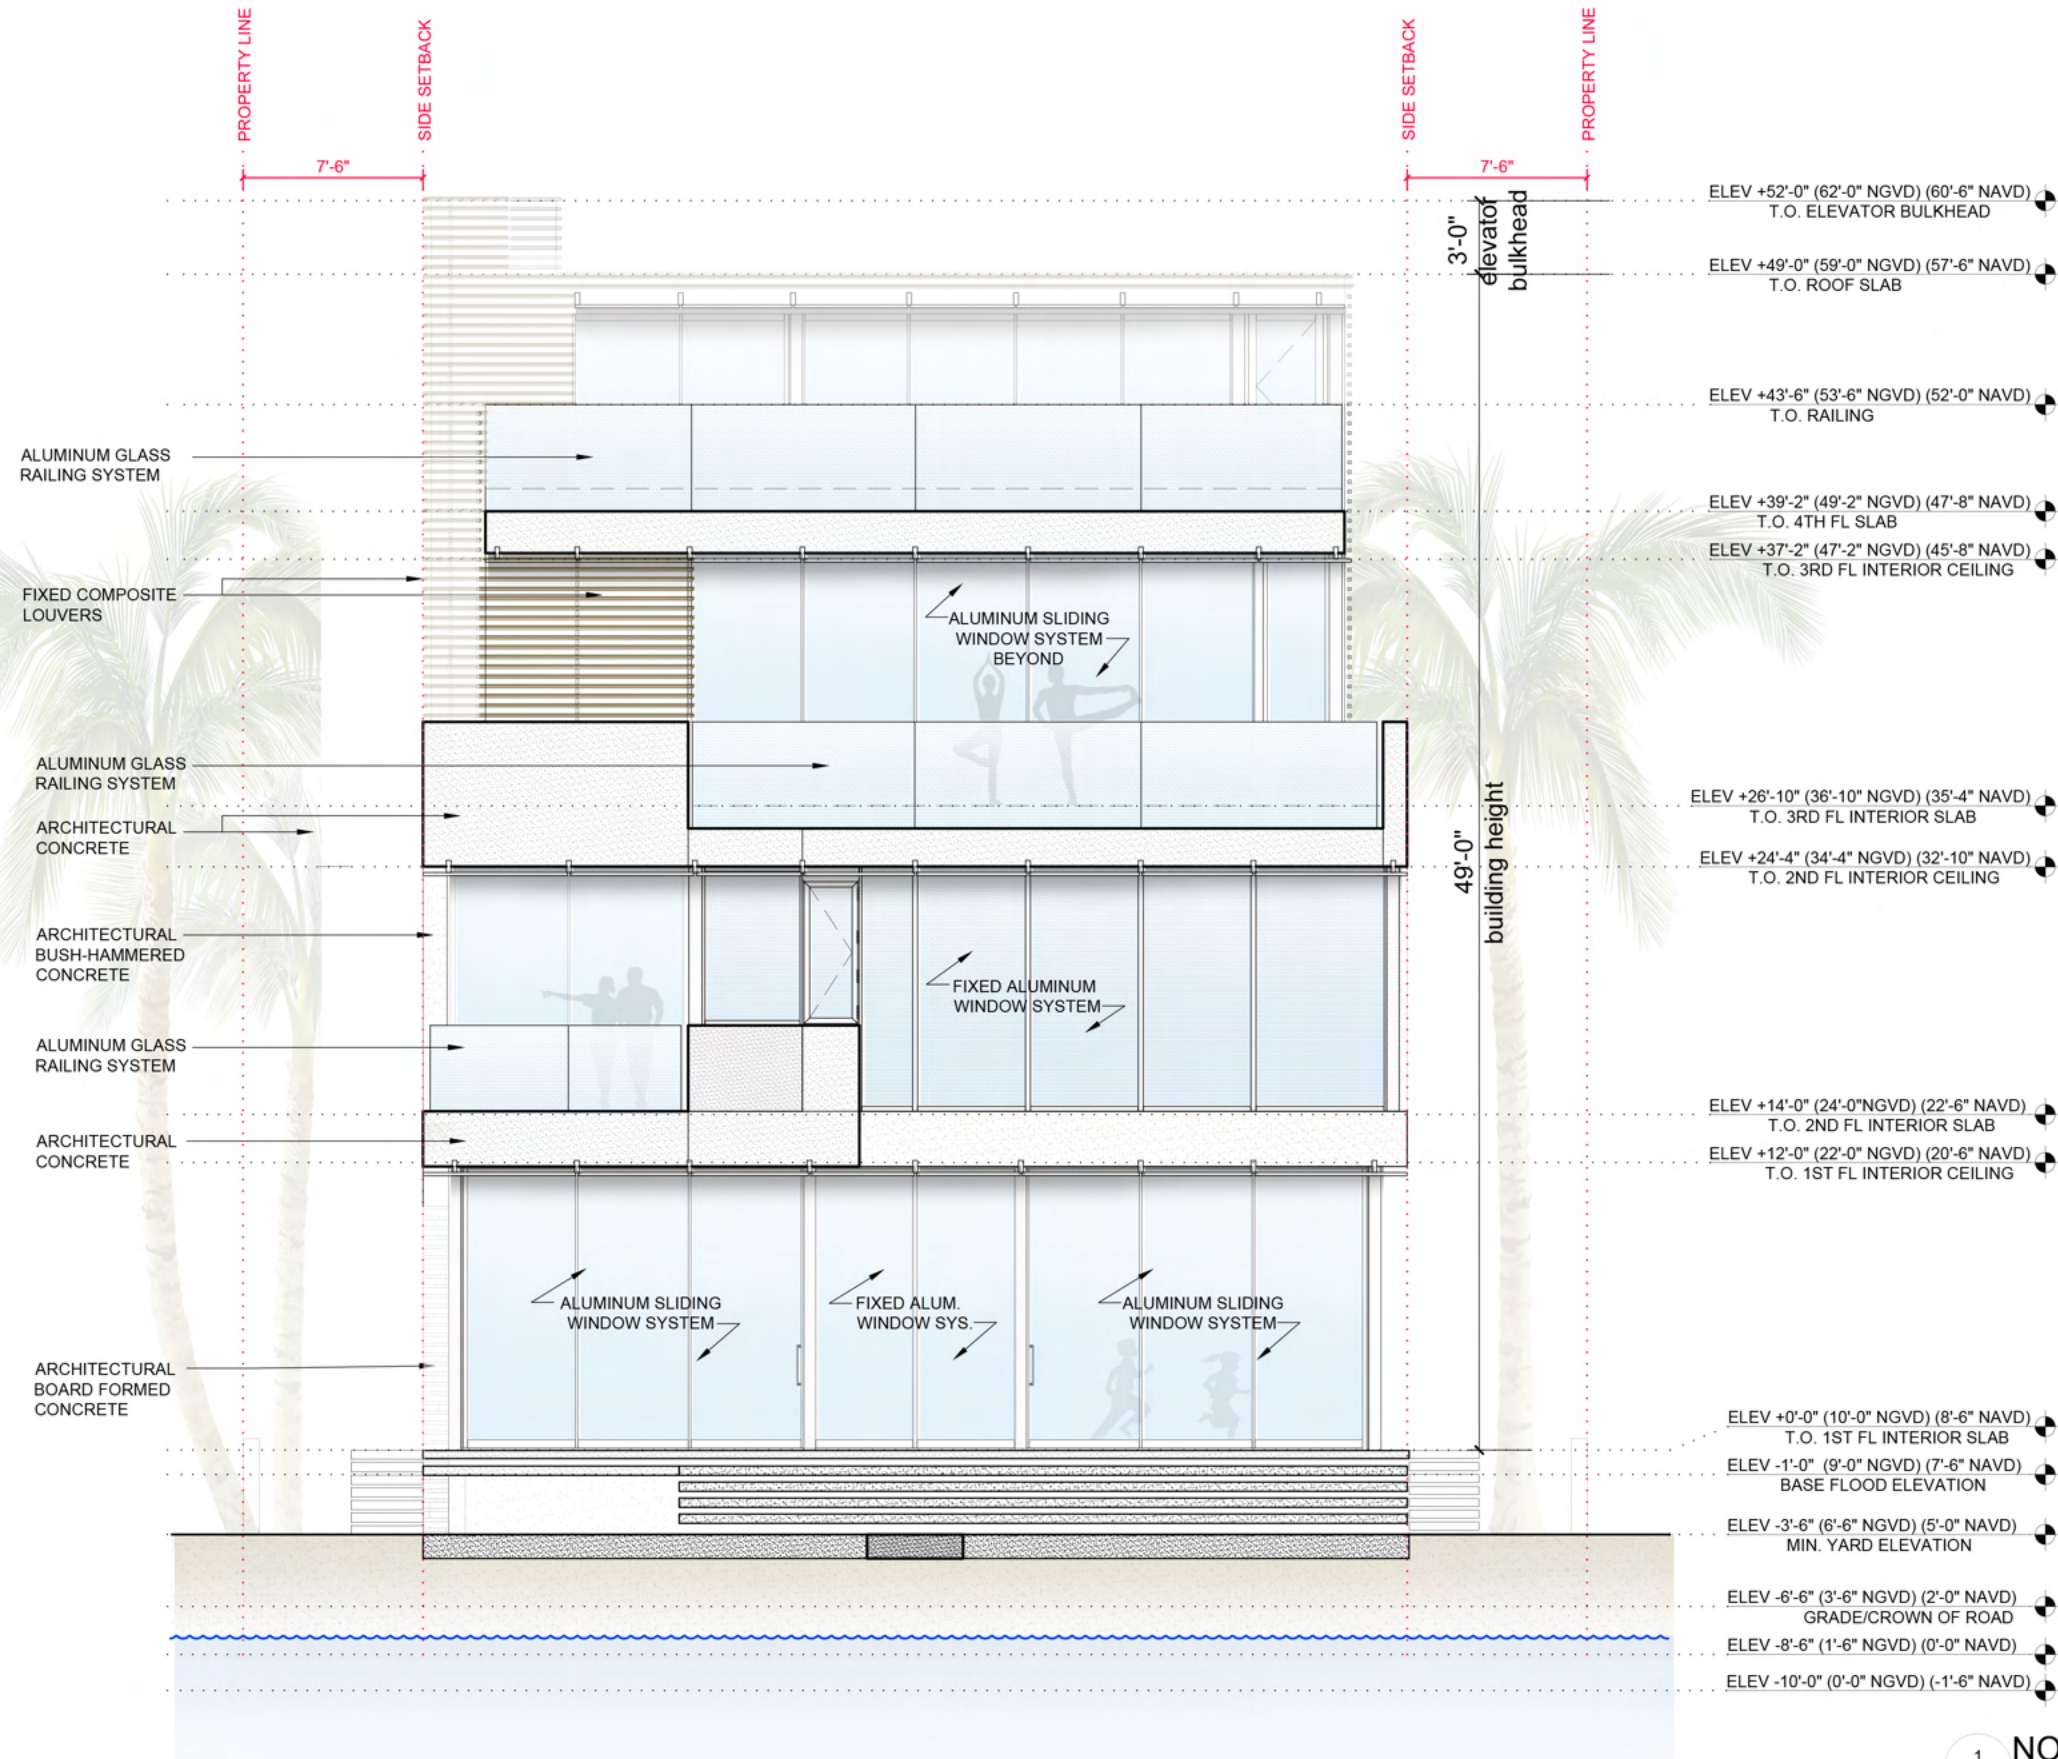 PROPERTY LINE
SIDE SETBACK
SIDE SETBACK
PROPERTY LINE
7'-6"
7'-6"
3'-0"
elevator
bulkhead
ELEV +52'-0" (62'-0" NGVD) (60'-6" NAVD)
T.O. ELEVATOR BULKHEAD
ELEV +49'-0" (59'-0" NGVD) (57'-6" NAVD)
T.O. ROOF SLAB
ELEV +43'-6" (53'-6" NGVD) (52'-0" NAVD)
T.O. RAILING
ALUMINUM GLASS
RAILING SYSTEM
ELEV +39'-2" (49'-2" NGVD) (47'-8" NAVD)
T.O. 4TH FL SLAB
ELEV +37'-2" (47'-2" NGVD) (45'-8" NAVD)
T.O. 3RD FL INTERIOR CEILING
FIXED COMPOSITE
LOUVERS
ALUMINUM SLIDING
WINDOW SYSTEM
BEYOND
ALUMINUM GLASS
RAILING SYSTEM
ELEV +26'-10" (36'-10" NGVD) (35'-4" NAVD)
T.O. 3RD FL INTERIOR SLAB
ARCHITECTURAL
CONCRETE
49'-0"
building height
ELEV +24'-4" (34'-4" NGVD) (32'-10" NAVD)
T.O. 2ND FL INTERIOR CEILING
ARCHITECTURAL
BUSH-HAMMERED
CONCRETE
FIXED ALUMINUM
WINDOW SYSTEM
ALUMINUM GLASS
RAILING SYSTEM
ELEV +14'-0" (24'-0"NGVD) (22'-6" NAVD)
T.O. 2ND FL INTERIOR SLAB
ARCHITECTURAL
CONCRETE
ELEV +12'-0" (22'-0" NGVD) (20'-6" NAVD)
T.O. 1ST FL INTERIOR CEILING
ALUMINUM SLIDING
WINDOW SYSTEM
FIXED ALUM.
WINDOW SYS.
ALUMINUM SLIDING
WINDOW SYSTEM
ARCHITECTURAL
BOARD FORMED
CONCRETE
ELEV +0'-0" (10'-0" NGVD) (8'-6" NAVD)
T.O. 1ST FL INTERIOR SLAB
ELEV -1'-0" (9'-0" NGVD) (7'-6" NAVD)
BASE FLOOD ELEVATION
ELEV -3'-6" (6'-6" NGVD) (5'-0" NAVD)
MIN. YARD ELEVATION
ELEV -6'-6" (3'-6" NGVD) (2'-0" NAVD)
GRADE/CROWN OF ROAD
ELEV -8'-6" (1'-6" NGVD) (0'-0" NAVD)
ELEV -10'-0" (0'-0" NGVD) (-1'-6" NAVD)
1